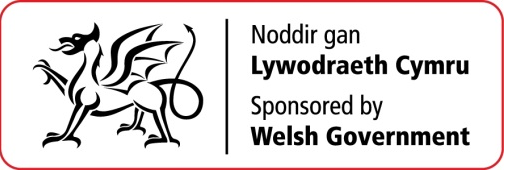 Noddir gan
Lywodraeth Cymru
Sponsored by
Welsh Government